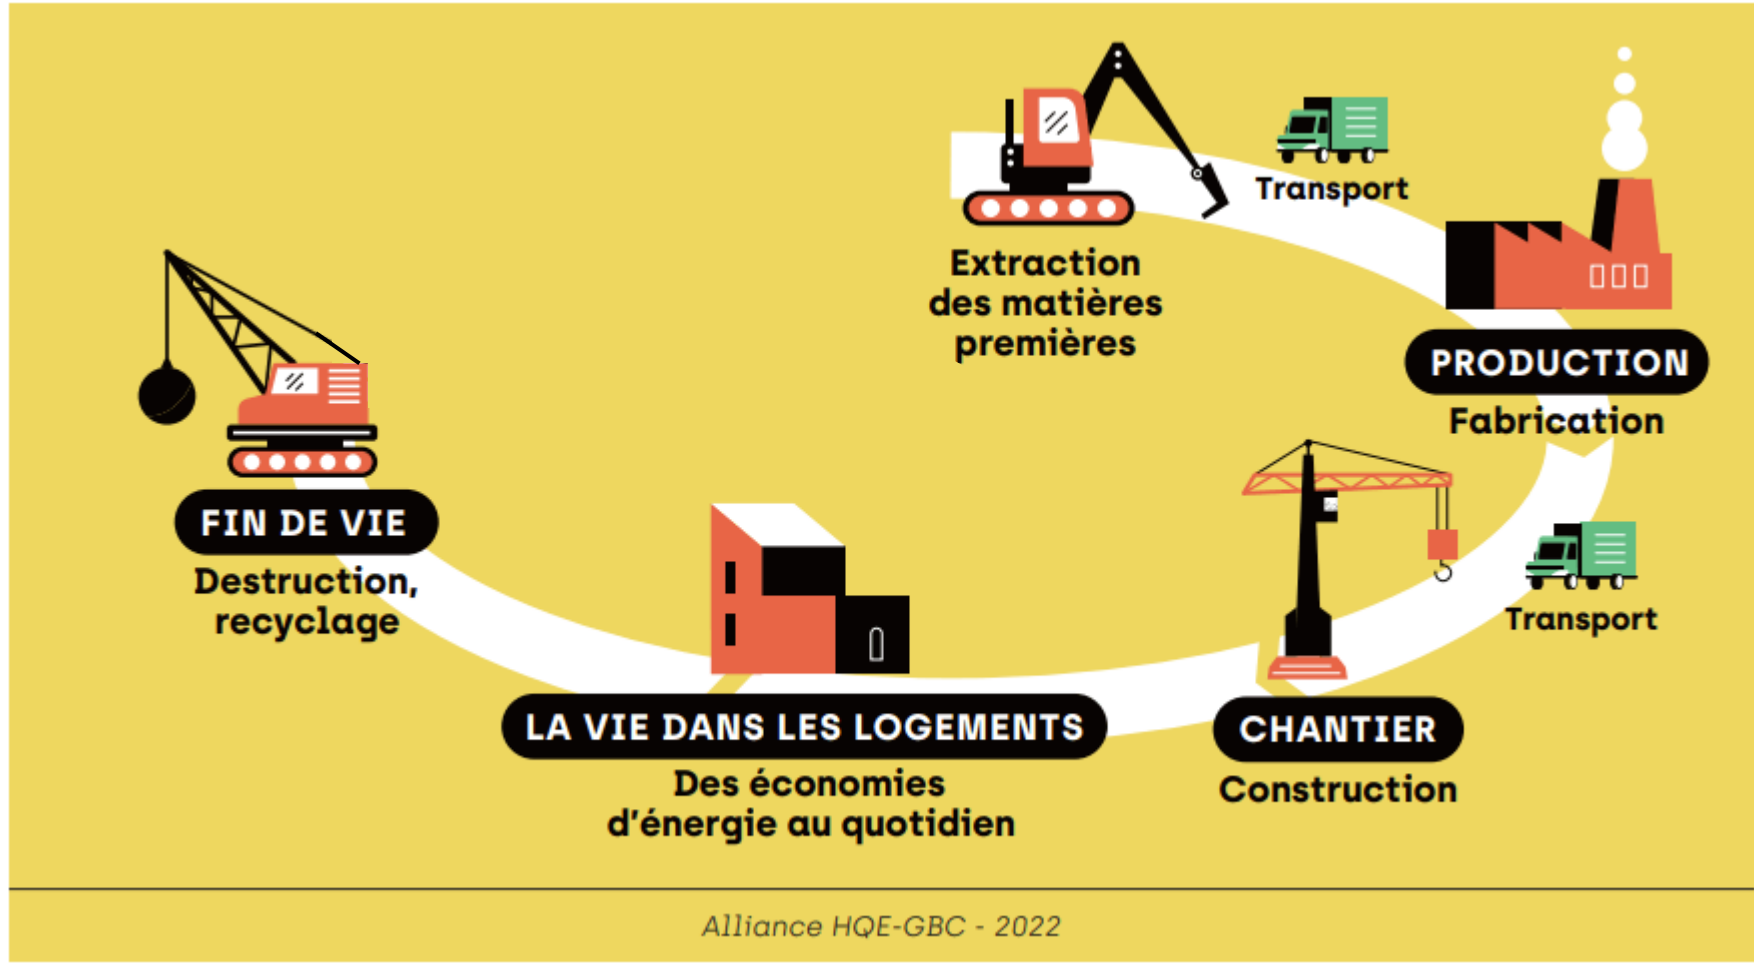 Extraction
des matières
premières
Transport
PRODUCTION
Fabrication
Transport
CHANTIER
Construction
LA VIE DANS LES LOGEMENTS
Des économies
d'énergie au quotidien
FIN DE VIE
Destruction,
recyclage
Alliance HQE-GBC - 2022